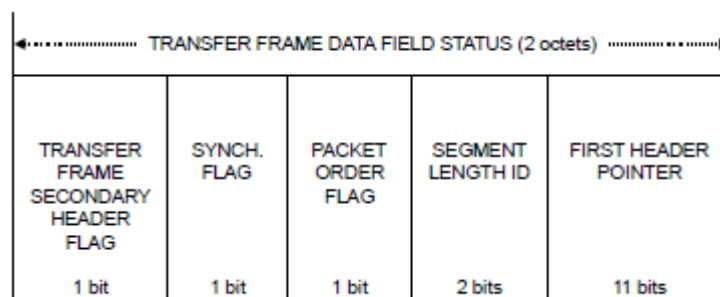 TRANSFER FRAME DATA FIELD STATUS (2 octets)
TRANSFER
FRAME
SECONDARY
HEADER
FLAG
1 bit
SYNCH.
FLAG
1 bit
PACKET
ORDER
FLAG
1 bit
SEGMENT
LENGTH ID
2 bits
FIRST HEADER
POINTER
11 bits